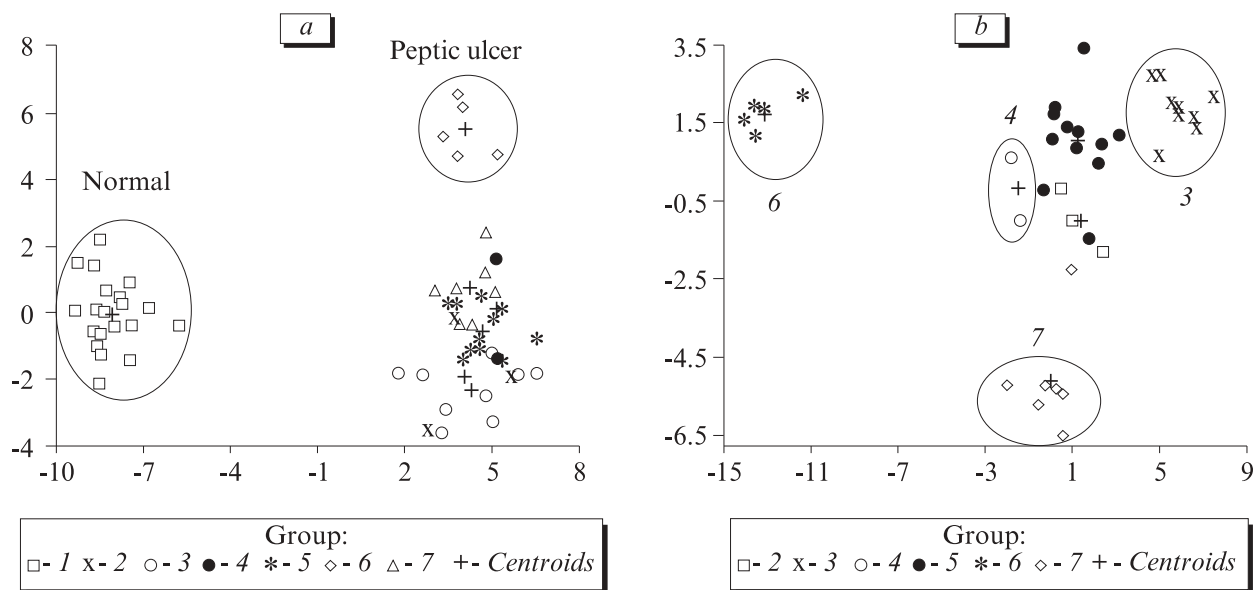 a
8
6
4
2
0
-2
-4
-10 -7 -4 -1 2 5 8
Peptic ulcer
Normal
Group:
□- 1 x- 2 ○- 3 ●- 4 *- 5 ◇- 6 △- 7 +- Centroids
b
3.5
1.5
-0.5
-2.5
-4.5
-6.5
-15 -11 -7 -3 1 5 9
4
6
3
7
Group:
□- 2 x- 3 ○- 4 ●- 5 *- 6 ◇- 7 +- Centroids